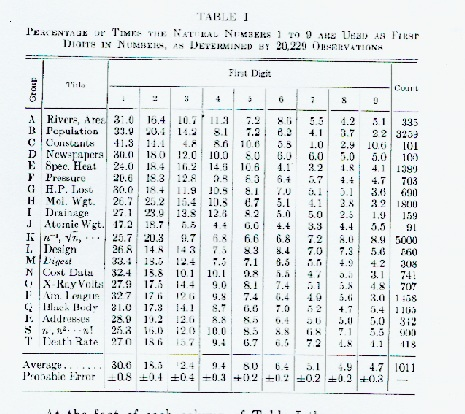 TABLE I
PERCENTAGE OF TIMES THE NATURAL NUMBERS 1 TO 9 ARE USED AS FIRST
DIGITS IN NUMBERS, AS DETERMINED BY 20,229 OBSERVATIONS
Group Title First Digit Count
1 2 3 4 5 6 7 8 9
A Rivers, Area 31.0 16.4 10.7 11.3 7.2 8.6 5.5 4.2 5.1 335
B Population 33.9 20.4 14.2 8.1 7.2 6.2 4.1 3.7 2.2 3259
C Constants 41.3 14.4 4.8 8.6 10.6 5.8 1.0 2.9 10.6 104
D Newspapers 30.0 18.0 12.0 10.0 8.0 6.0 6.0 5.0 5.0 100
E Spec. Heat 24.0 18.4 16.2 14.6 10.6 4.1 3.2 4.8 4.1 1389
F Pressure 29.6 18.3 12.8 9.8 8.3 6.4 5.7 4.4 4.7 703
G H.P. Lost 30.0 18.4 11.9 10.8 8.1 7.0 5.1 5.1 3.6 690
H Mol. Wgt. 26.7 25.2 15.4 10.8 6.7 5.1 4.1 2.8 3.2 1800
I Drainage 27.1 23.9 13.8 12.6 8.2 5.0 5.0 2.5 1.9 159
J Atomic Wgt. 47.2 18.7 5.5 4.4 6.6 4.4 3.3 4.4 5.5 91
K n⁻¹, √n, ··· 25.7 20.3 9.7 6.8 6.6 6.8 7.2 8.0 8.9 5000
L Design 26.8 14.8 14.3 7.5 8.3 8.4 7.0 7.3 5.6 560
M Digest 33.4 18.5 12.4 7.5 7.1 6.5 5.5 4.9 4.2 308
N Cost Data 32.4 18.8 10.1 10.1 9.8 5.5 4.7 5.5 3.1 741
O X-Ray Volts 27.9 17.5 14.4 9.0 8.1 7.4 5.1 5.8 4.8 707
P Am. League 32.7 17.6 12.6 9.8 7.4 6.4 4.9 5.6 3.0 1458
Q Black Body 31.0 17.3 14.1 8.7 6.6 7.0 5.2 4.7 5.4 1165
R Addresses 28.9 19.2 12.6 8.8 8.5 6.4 5.6 5.0 5.0 342
S n¹, n²···n! 25.3 16.0 12.0 10.0 8.5 8.8 6.8 7.1 5.5 900
T Death Rate 27.0 18.6 15.7 9.4 6.7 6.5 7.2 4.8 4.1 418
Average....... 30.6 18.5 12.4 9.4 8.0 6.4 5.1 4.9 4.7 1011
Probable Error ±0.8 ±0.4 ±0.4 ±0.3 ±0.2 ±0.2 ±0.2 ±0.2 ±0.3 —